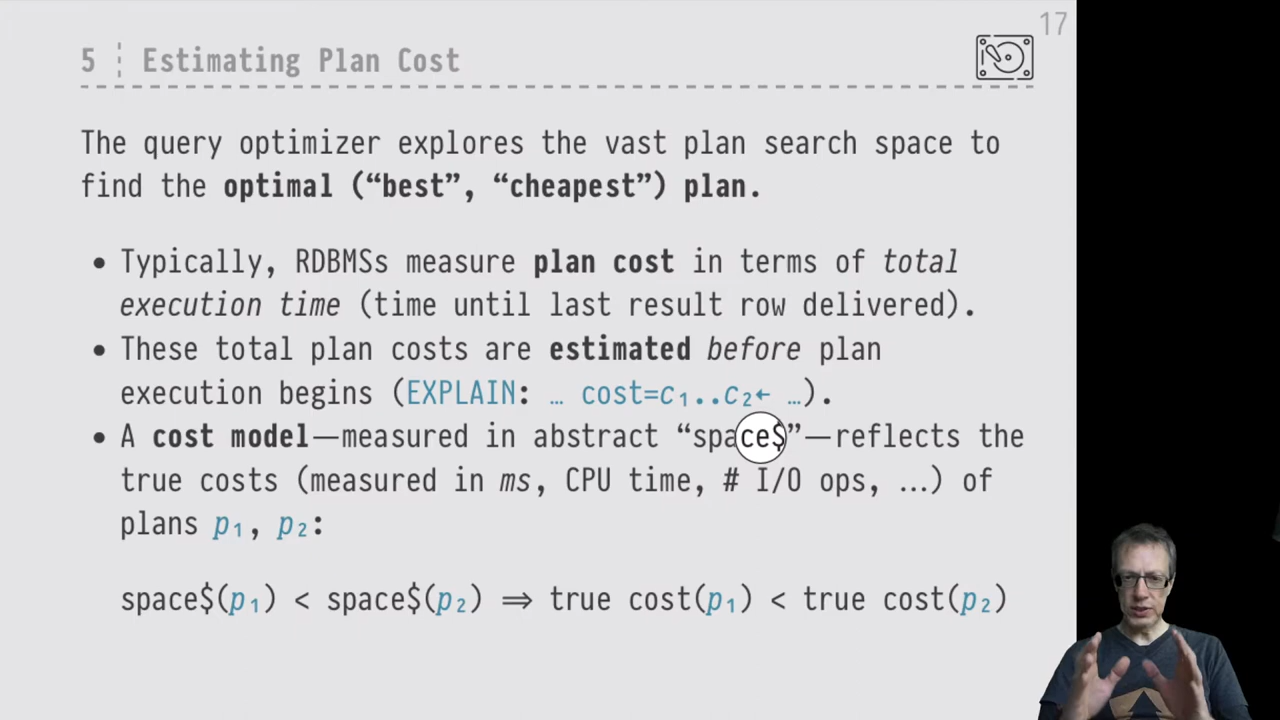 17
5 ┆ Estimating Plan Cost
The query optimizer explores the vast plan search space to
find the optimal (“best”, “cheapest”) plan.
• Typically, RDBMSs measure plan cost in terms of total
execution time (time until last result row delivered).
• These total plan costs are estimated before plan
execution begins (EXPLAIN: … cost=c₁..c₂← …).
• A cost model—measured in abstract “space$”—reflects the
true costs (measured in ms, CPU time, # I/O ops, …) of
plans p₁, p₂:
space$(p₁) < space$(p₂) ⇒ true cost(p₁) < true cost(p₂)